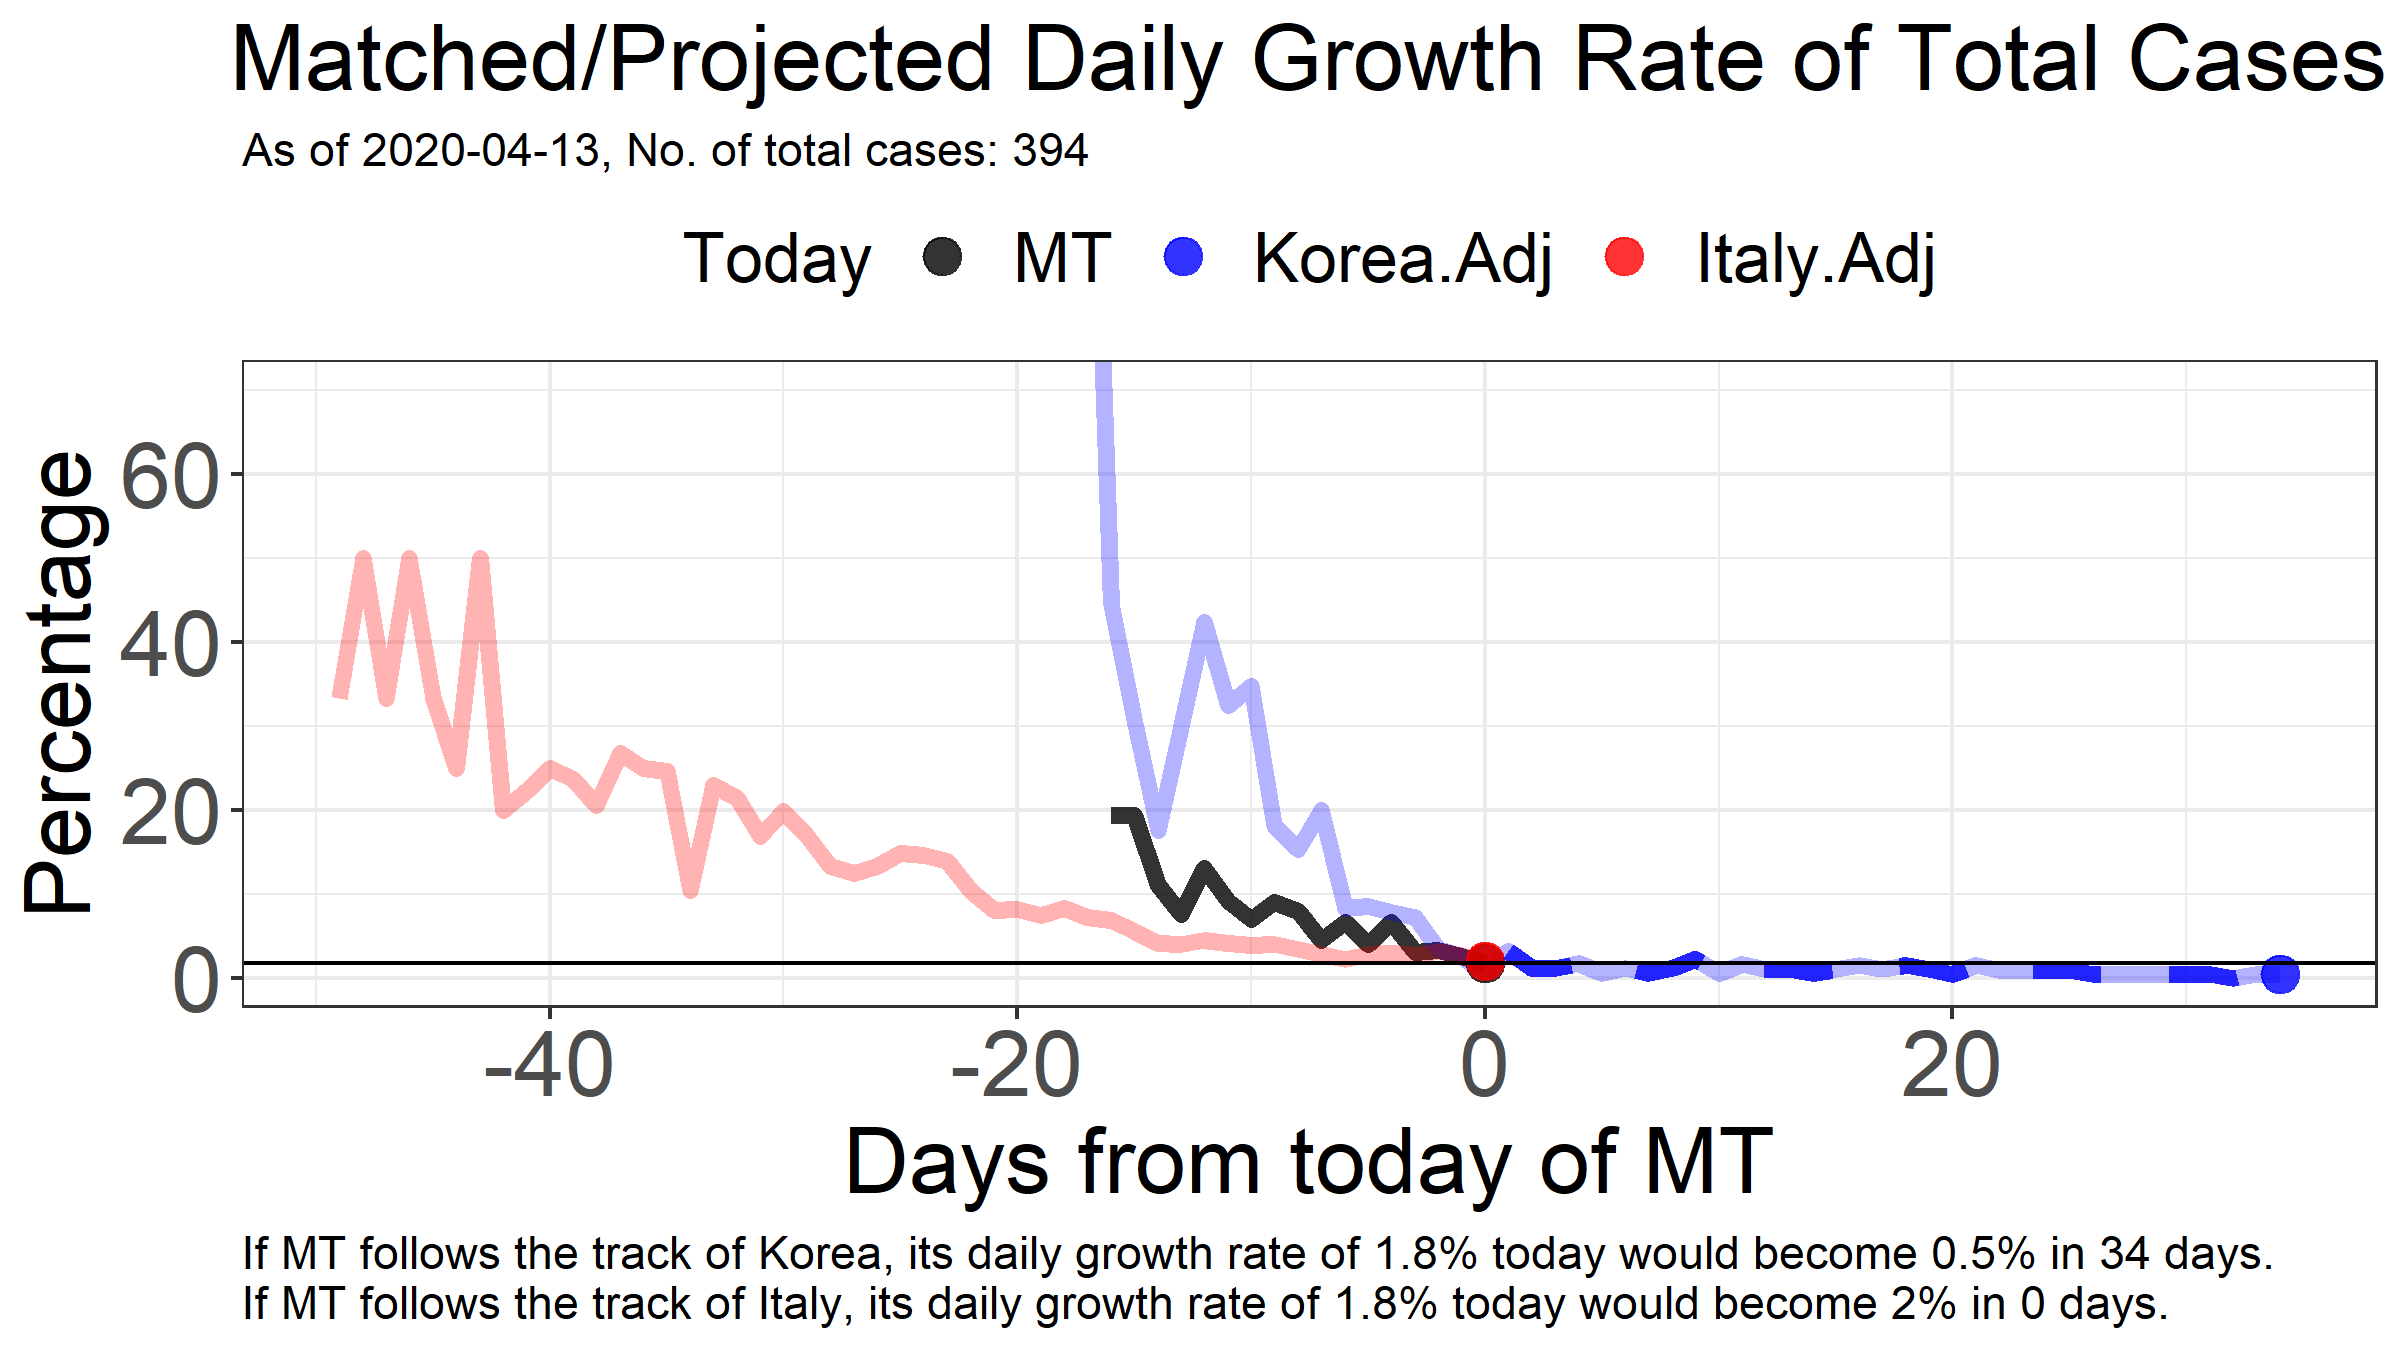 Matched/Projected Daily Growth Rate of Total Cases
As of 2020-04-13, No. of total cases: 394
Today MT Korea.Adj Italy.Adj
Percentage
60
40
20
0
-40 -20 0 20
Days from today of MT
If MT follows the track of Korea, its daily growth rate of 1.8% today would become 0.5% in 34 days.
If MT follows the track of Italy, its daily growth rate of 1.8% today would become 2% in 0 days.